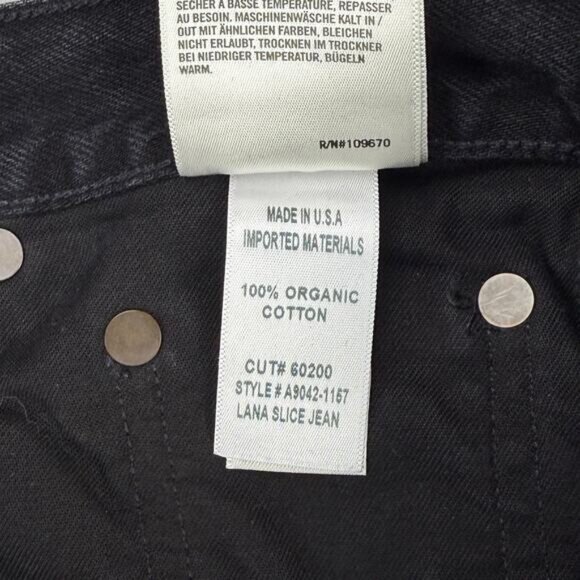 SÉCHER À BASSE TEMPÉRATURE, REPASSER
AU BESOIN. MASCHINENWÄSCHE KALT IN /
OUT MIT ÄHNLICHEN FARBEN, BLEICHEN
NICHT ERLAUBT, TROCKNEN IM TROCKNER
BEI NIEDRIGER TEMPERATUR, BÜGELN
WARM.
R/N#109670
MADE IN U.S.A
IMPORTED MATERIALS
100% ORGANIC
COTTON
CUT# 60200
STYLE # A9042-1157
LANA SLICE JEAN